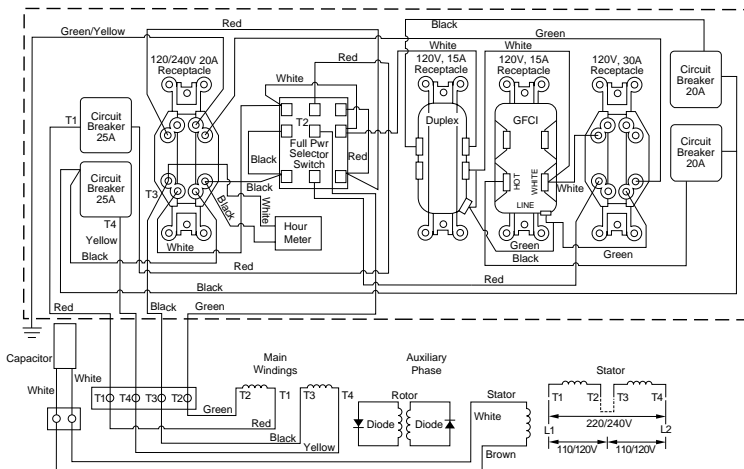 Red
Green/Yellow
Red
White
White
Green
120/240V 20A
Receptacle
White
120V, 15A
Receptacle
120V, 15A
Receptacle
120V, 30A
Receptacle
Circuit
Breaker
20A
T1
Circuit
Breaker
25A
T2
Full Pwr
Selector
Switch
Duplex
GFCI
Circuit
Breaker
20A
Black
Red
Circuit
Breaker
25A
T3
Black
HOT
WHITE
White
LINE
T4
Yellow
Black
White
Black
White
Hour
Meter
Green
Black
Green
Red
Black
Red
Black
Green
Capacitor
White
White
T1
T4
T3
T2
Main
Windings
T2
T1
T3
T4
Green
Red
Black
Yellow
Auxiliary
Phase
Rotor
Diode
Diode
Stator
White
Brown
Stator
T1
T2
T3
T4
220/240V
L1
L2
110/120V
110/120V